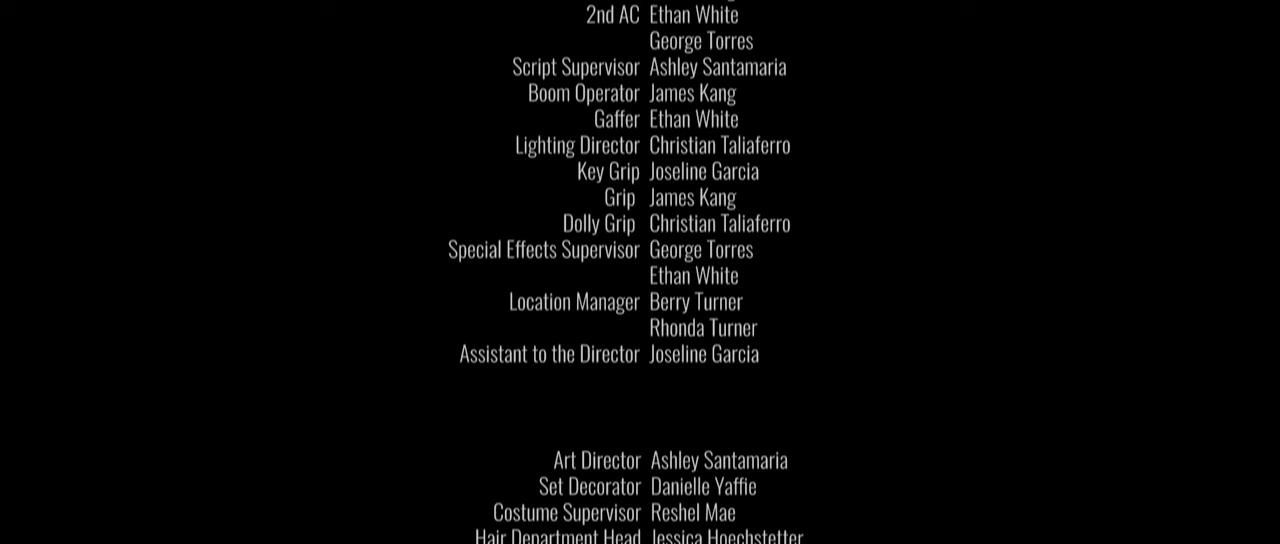 2nd AC Ethan White
George Torres
Script Supervisor Ashley Santamaria
Boom Operator James Kang
Gaffer Ethan White
Lighting Director Christian Taliaferro
Key Grip Joseline Garcia
Grip James Kang
Dolly Grip Christian Taliaferro
Special Effects Supervisor George Torres
Ethan White
Location Manager Berry Turner
Rhonda Turner
Assistant to the Director Joseline Garcia
Art Director Ashley Santamaria
Set Decorator Danielle Yaffie
Costume Supervisor Reshel Mae
Hair Department Head Jessica Hoechstetter